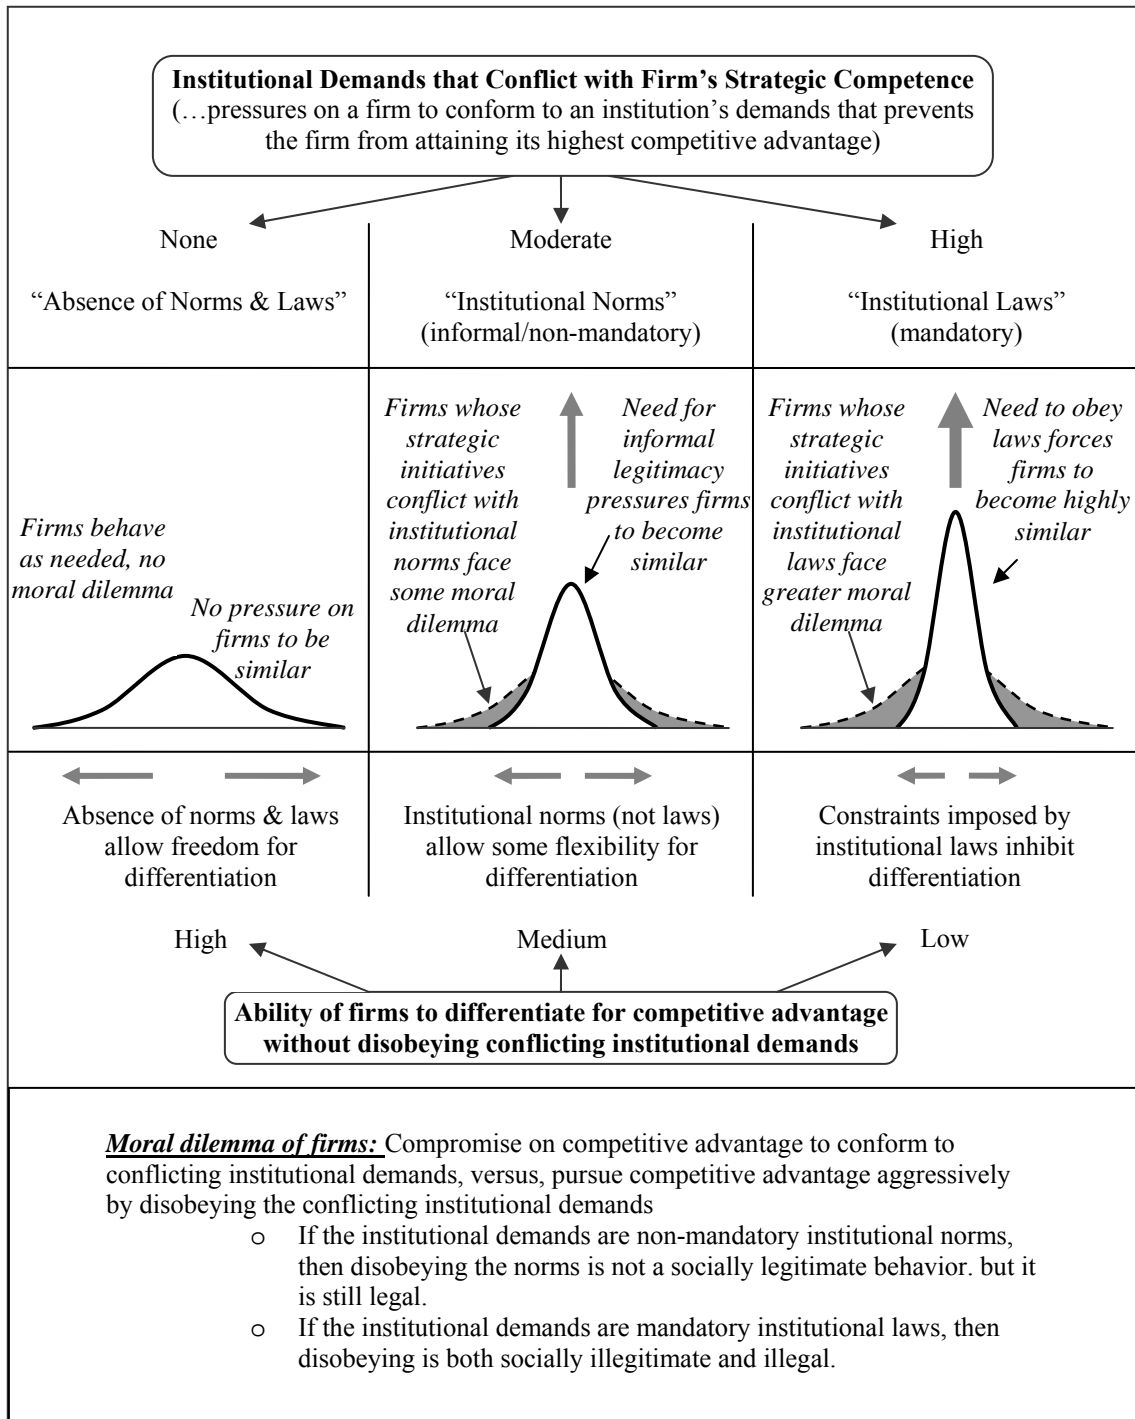 Institutional Demands that Conflict with Firm’s Strategic Competence
(…pressures on a firm to conform to an institution’s demands that prevents
the firm from attaining its highest competitive advantage)
None
Moderate
High
“Absence of Norms & Laws”
“Institutional Norms”
(informal/non-mandatory)
“Institutional Laws”
(mandatory)
Firms behave
as needed, no
moral dilemma
No pressure on
firms to be
similar
Firms whose
strategic
initiatives
conflict with
institutional
norms face
some moral
dilemma
Need for
informal
legitimacy
pressures firms
to become
similar
Firms whose
strategic
initiatives
conflict with
institutional
laws face
greater moral
dilemma
Need to obey
laws forces
firms to
become highly
similar
Absence of norms & laws
allow freedom for
differentiation
Institutional norms (not laws)
allow some flexibility for
differentiation
Constraints imposed by
institutional laws inhibit
differentiation
High
Medium
Low
Ability of firms to differentiate for competitive advantage
without disobeying conflicting institutional demands
Moral dilemma of firms: Compromise on competitive advantage to conform to
conflicting institutional demands, versus, pursue competitive advantage aggressively
by disobeying the conflicting institutional demands
o If the institutional demands are non-mandatory institutional norms,
then disobeying the norms is not a socially legitimate behavior. but it
is still legal.
o If the institutional demands are mandatory institutional laws, then
disobeying is both socially illegitimate and illegal.